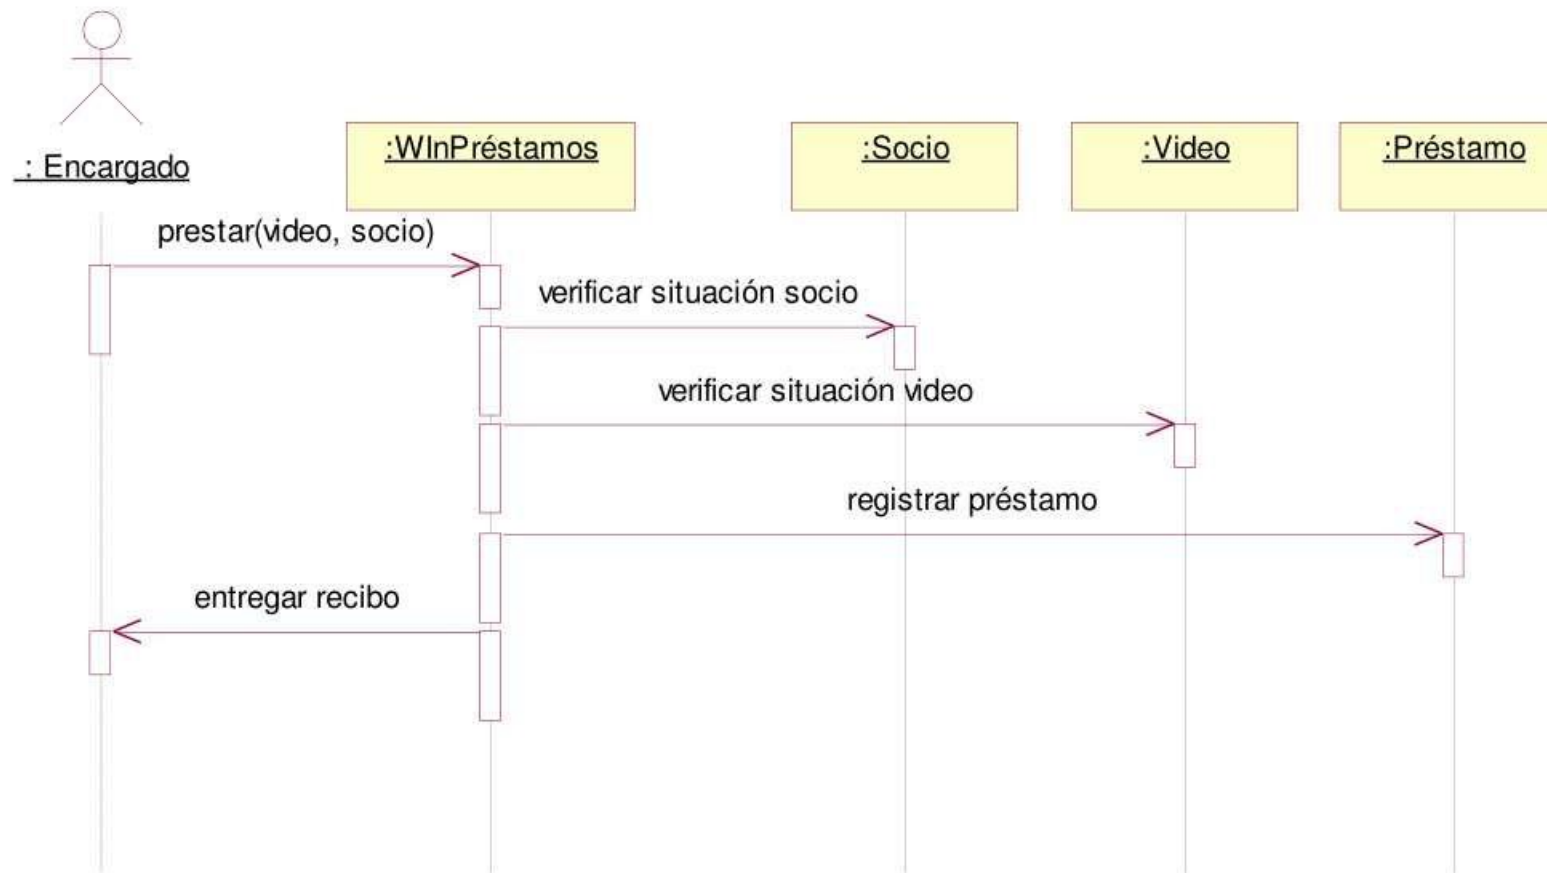 : Encargado
:WInPréstamos
:Socio
:Video
:Préstamo
prestar(video, socio)
verificar situación socio
verificar situación video
registrar préstamo
entregar recibo